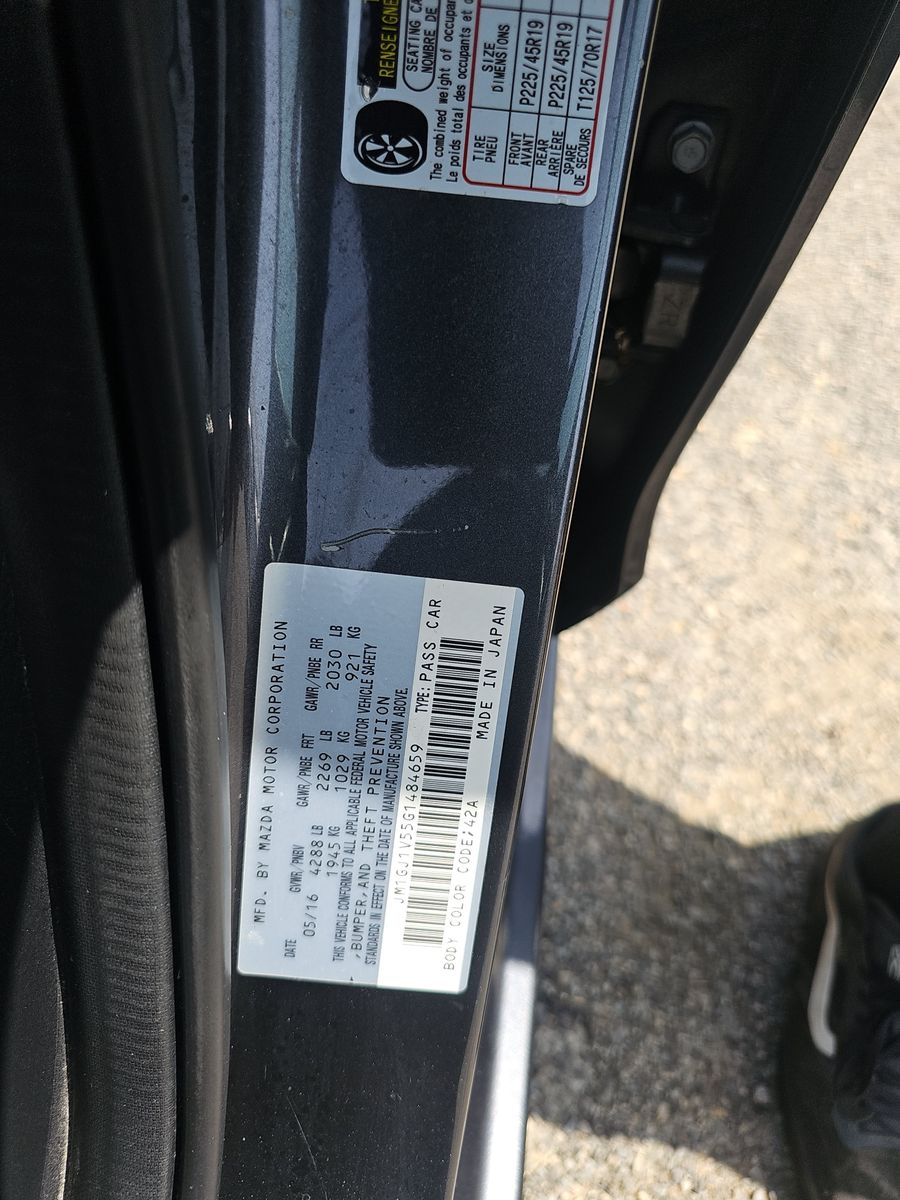 RENSEIGNE
SEATING CA
NOMBRE DE
The combined weight of occupan
Le poids total des occupants et
TIRE SIZE
PNEU DIMENSIONS
FRONT P225/45R19
AVANT
REAR P225/45R19
ARRIÈRE
SPARE T125/70R17
DE SECOURS
ZR
MFD. BY MAZDA MOTOR CORPORATION
DATE GVWR/PNBV GAWR/PNBE FRT GAWR/PNBE RR
05/16 4288 LB 2269 LB 2030 LB
1945 KG 1029 KG 921 KG
THIS VEHICLE CONFORMS TO ALL APPLICABLE FEDERAL MOTOR VEHICLE SAFETY
,BUMPER,AND THEFT PREVENTION
STANDARDS IN EFFECT ON THE DATE OF MANUFACTURE SHOWN ABOVE.
JM1GJ1V55G1484659 TYPE: PASS CAR
BODY COLOR CODE;42A MADE IN JAPAN